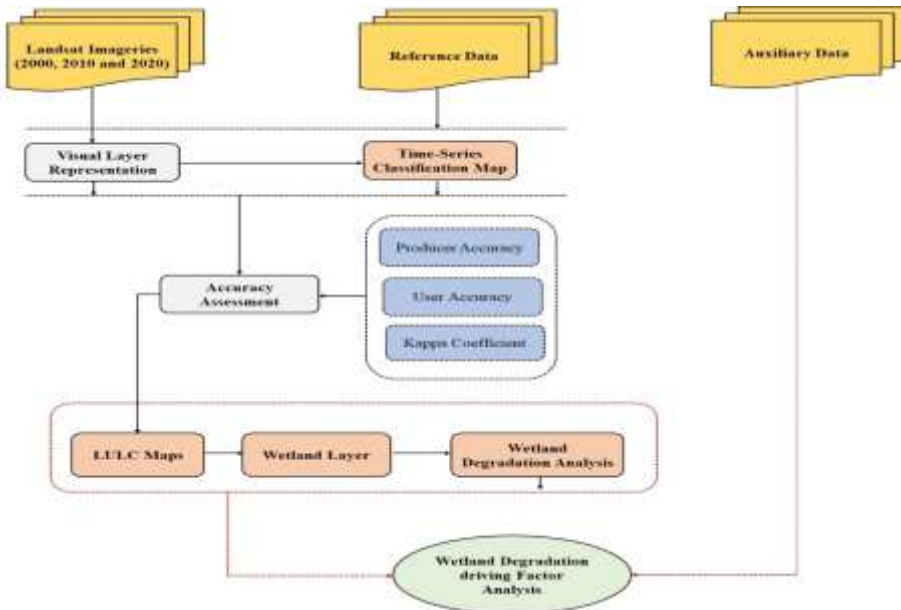 Landsat Imageries
(2000, 2010 and 2020)
Reference Data
Auxiliary Data
Visual Layer
Representation
Time-Series
Classification Map
Producer Accuracy
Accuracy
Assessment
User Accuracy
Kappa Coefficient
LULC Maps
Wetland Layer
Wetland
Degradation Analysis
Wetland Degradation
driving Factor
Analysis